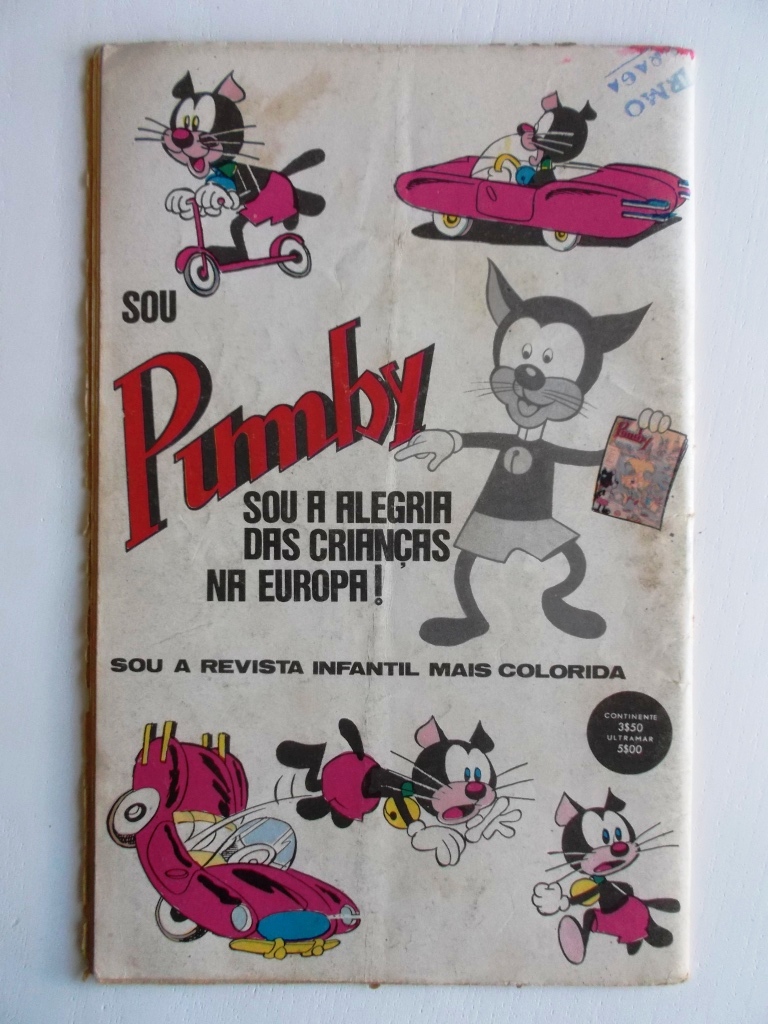 SOU
Pumby
SOU A ALEGRIA
DAS CRIANÇAS
NA EUROPA!
Pumby
SOU A REVISTA INFANTIL MAIS COLORIDA
CONTINENTE
3$50
ULTRAMAR
5$00